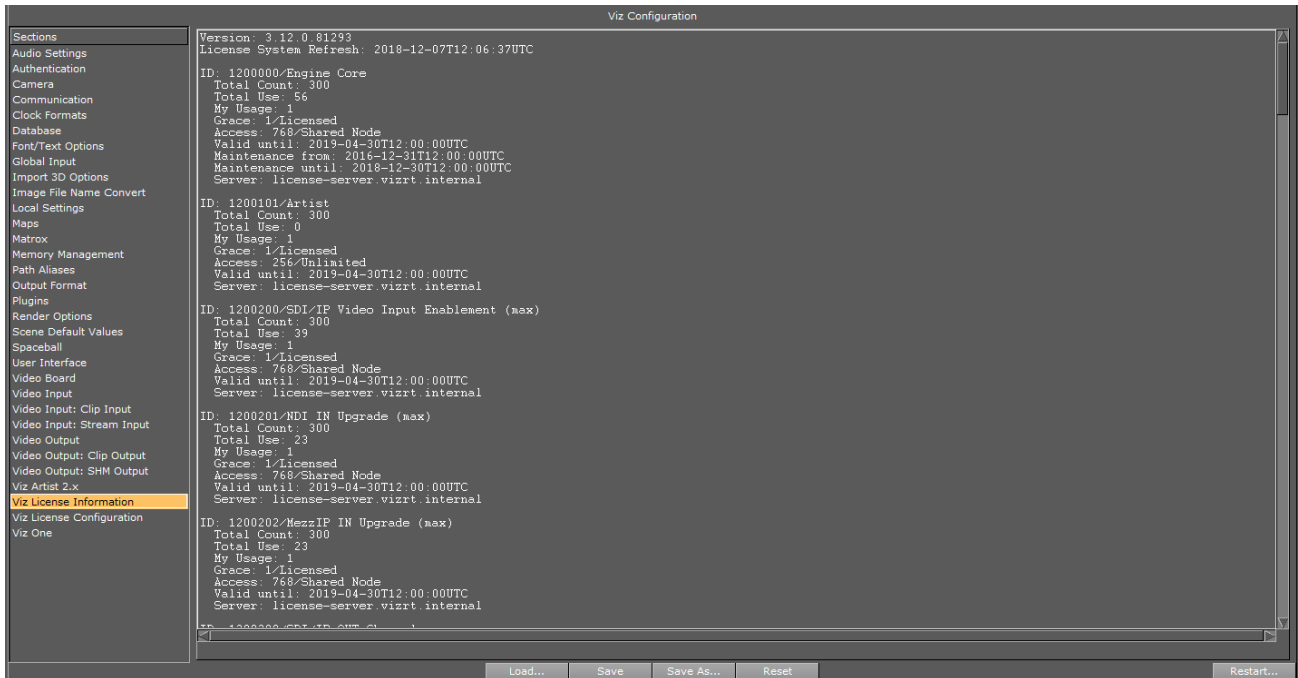 Viz Configuration
Sections
Audio Settings
Authentication
Camera
Communication
Clock Formats
Database
Font/Text Options
Global Input
Import 3D Options
Image File Name Convert
Local Settings
Maps
Matrox
Memory Management
Path Aliases
Output Format
Plugins
Render Options
Scene Default Values
Spaceball
User Interface
Video Board
Video Input
Video Input: Clip Input
Video Input: Stream Input
Video Output
Video Output: Clip Output
Video Output: SHM Output
Viz Artist 2.x
Viz License Information
Viz License Configuration
Viz One
Version: 3.12.0.81293
License System Refresh: 2018-12-07T12:06:37UTC
ID: 1200000/Engine Core
Total Count: 300
Total Use: 56
My Usage: 1
Grace: 1/Licensed
Access: 768/Shared Node
Valid until: 2019-04-30T12:00:00UTC
Maintenance from: 2016-12-31T12:00:00UTC
Maintenance until: 2018-12-30T12:00:00UTC
Server: license-server.vizrt.internal
ID: 1200101/Artist
Total Count: 300
Total Use: 0
My Usage: 1
Grace: 1/Licensed
Access: 256/Unlimited
Valid until: 2019-04-30T12:00:00UTC
Server: license-server.vizrt.internal
ID: 1200200/SDI/IP Video Input Enablement (max)
Total Count: 300
Total Use: 39
My Usage: 1
Grace: 1/Licensed
Access: 768/Shared Node
Valid until: 2019-04-30T12:00:00UTC
Server: license-server.vizrt.internal
ID: 1200201/NDI IN Upgrade (max)
Total Count: 300
Total Use: 23
My Usage: 1
Grace: 1/Licensed
Access: 768/Shared Node
Valid until: 2019-04-30T12:00:00UTC
Server: license-server.vizrt.internal
ID: 1200202/MezzIP IN Upgrade (max)
Total Count: 300
Total Use: 23
My Usage: 1
Grace: 1/Licensed
Access: 768/Shared Node
Valid until: 2019-04-30T12:00:00UTC
Server: license-server.vizrt.internal
Load...
Save
Save As...
Reset
Restart...